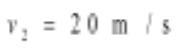 v₂ = 20 m / s